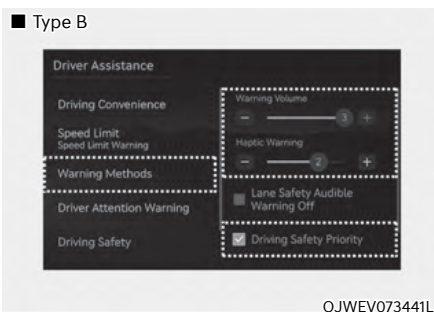 ■ Type B
Driver Assistance
Driving Convenience
Speed Limit
Speed Limit Warning
Warning Methods
Driver Attention Warning
Driving Safety
Warning Volume
− 3 +
Haptic Warning
− 2 +
Lane Safety Audible
Warning Off
Driving Safety Priority
OJWEV073441L